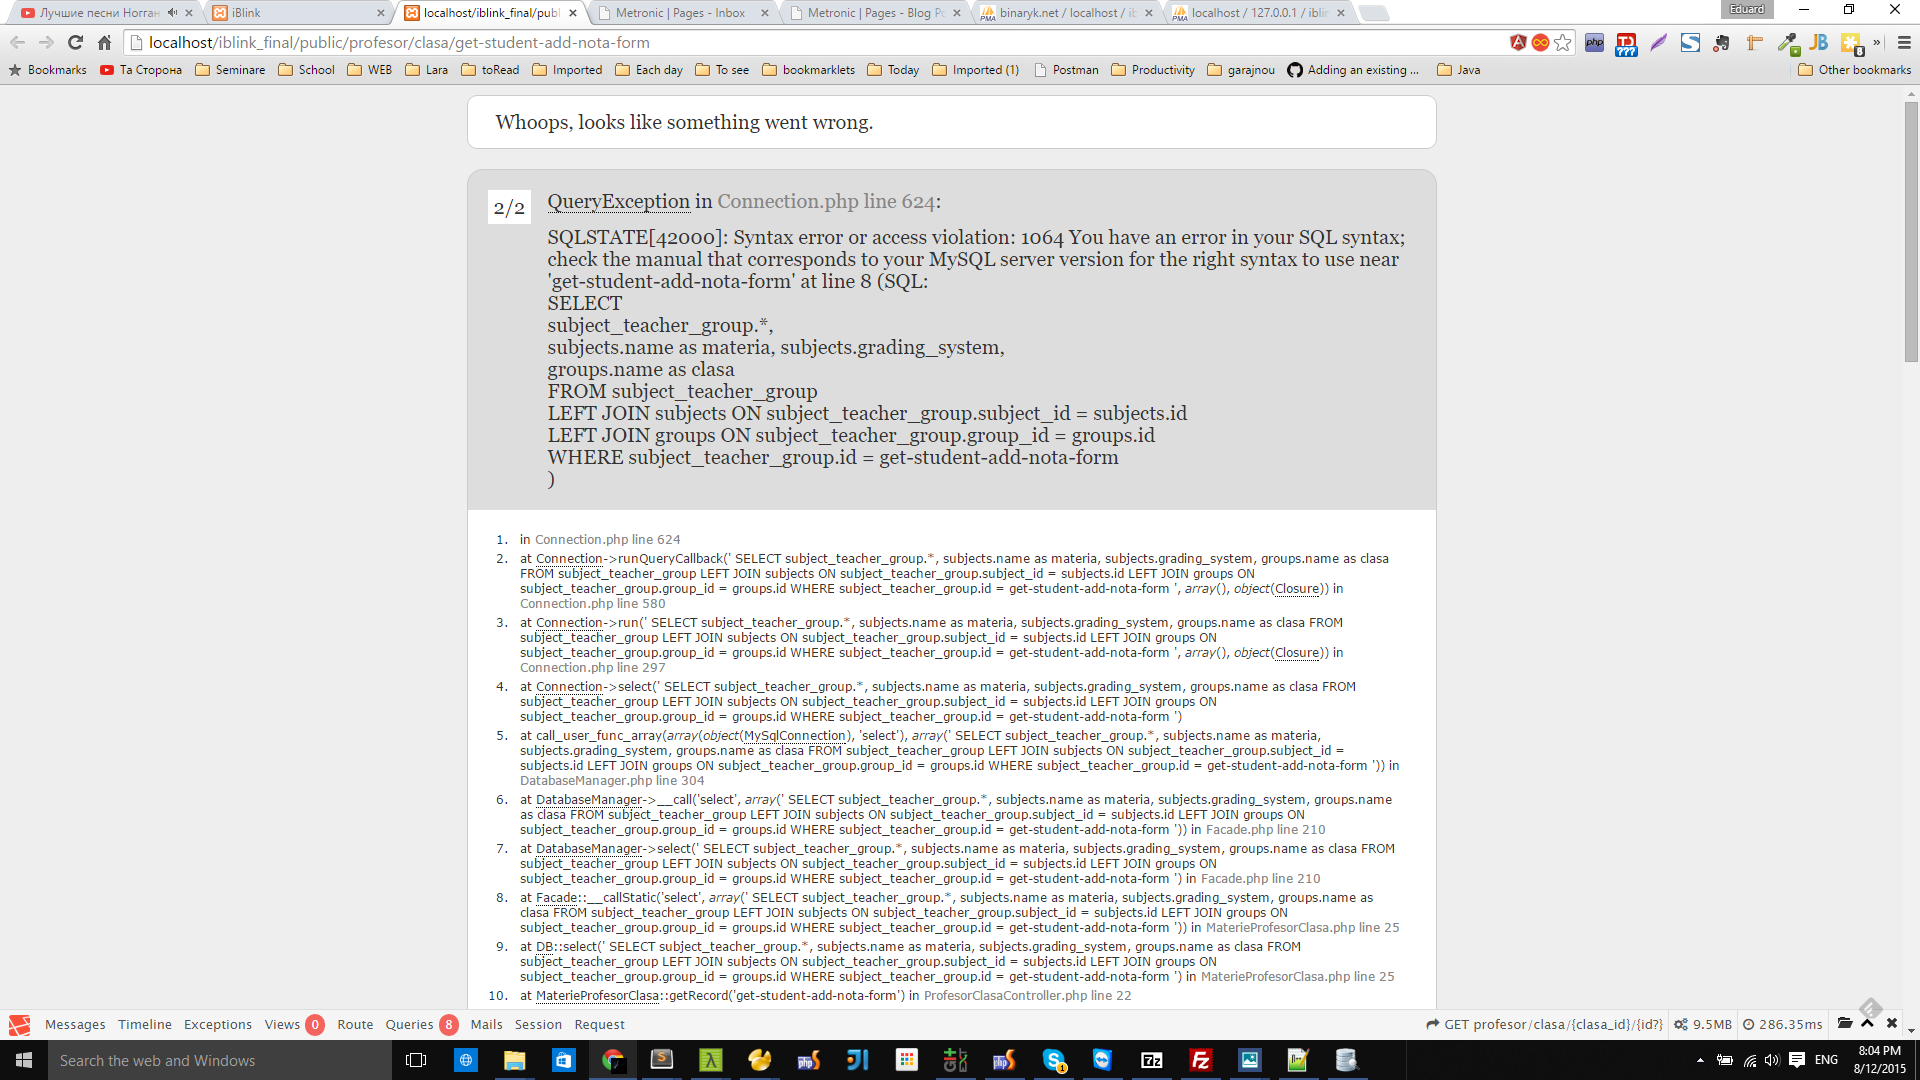 Лучшие песни Ногган
iBlink
localhost/iblink_final/publ
Metronic | Pages - Inbox
Metronic | Pages - Blog Po
binaryk.net / localhost / ib
localhost / 127.0.0.1 / iblin
Eduard
localhost/iblink_final/public/profesor/clasa/get-student-add-nota-form
Bookmarks
Та Сторона
Seminare
School
WEB
Lara
toRead
Imported
Each day
To see
bookmarklets
Today
Imported (1)
Postman
Productivity
garajnou
Adding an existing ...
Java
Other bookmarks
Whoops, looks like something went wrong.
2/2
QueryException in Connection.php line 624:
SQLSTATE[42000]: Syntax error or access violation: 1064 You have an error in your SQL syntax;
check the manual that corresponds to your MySQL server version for the right syntax to use near
'get-student-add-nota-form' at line 8 (SQL:
SELECT
subject_teacher_group.*,
subjects.name as materia, subjects.grading_system,
groups.name as clasa
FROM subject_teacher_group
LEFT JOIN subjects ON subject_teacher_group.subject_id = subjects.id
LEFT JOIN groups ON subject_teacher_group.group_id = groups.id
WHERE subject_teacher_group.id = get-student-add-nota-form
)
1. in Connection.php line 624
2. at Connection->runQueryCallback(' SELECT subject_teacher_group.*, subjects.name as materia, subjects.grading_system, groups.name as clasa
FROM subject_teacher_group LEFT JOIN subjects ON subject_teacher_group.subject_id = subjects.id LEFT JOIN groups ON
subject_teacher_group.group_id = groups.id WHERE subject_teacher_group.id = get-student-add-nota-form ', array(), object(Closure)) in
Connection.php line 580
3. at Connection->run(' SELECT subject_teacher_group.*, subjects.name as materia, subjects.grading_system, groups.name as clasa FROM
subject_teacher_group LEFT JOIN subjects ON subject_teacher_group.subject_id = subjects.id LEFT JOIN groups ON
subject_teacher_group.group_id = groups.id WHERE subject_teacher_group.id = get-student-add-nota-form ', array(), object(Closure)) in
Connection.php line 297
4. at Connection->select(' SELECT subject_teacher_group.*, subjects.name as materia, subjects.grading_system, groups.name as clasa FROM
subject_teacher_group LEFT JOIN subjects ON subject_teacher_group.subject_id = subjects.id LEFT JOIN groups ON
subject_teacher_group.group_id = groups.id WHERE subject_teacher_group.id = get-student-add-nota-form ')
5. at call_user_func_array(array(object(MySqlConnection), 'select'), array(' SELECT subject_teacher_group.*, subjects.name as materia,
subjects.grading_system, groups.name as clasa FROM subject_teacher_group LEFT JOIN subjects ON subject_teacher_group.subject_id =
subjects.id LEFT JOIN groups ON subject_teacher_group.group_id = groups.id WHERE subject_teacher_group.id = get-student-add-nota-form ')) in
DatabaseManager.php line 304
6. at DatabaseManager->__call('select', array(' SELECT subject_teacher_group.*, subjects.name as materia, subjects.grading_system, groups.name
as clasa FROM subject_teacher_group LEFT JOIN subjects ON subject_teacher_group.subject_id = subjects.id LEFT JOIN groups ON
subject_teacher_group.group_id = groups.id WHERE subject_teacher_group.id = get-student-add-nota-form ')) in Facade.php line 210
7. at DatabaseManager->select(' SELECT subject_teacher_group.*, subjects.name as materia, subjects.grading_system, groups.name as clasa FROM
subject_teacher_group LEFT JOIN subjects ON subject_teacher_group.subject_id = subjects.id LEFT JOIN groups ON
subject_teacher_group.group_id = groups.id WHERE subject_teacher_group.id = get-student-add-nota-form ') in Facade.php line 210
8. at Facade::__callStatic('select', array(' SELECT subject_teacher_group.*, subjects.name as materia, subjects.grading_system, groups.name as
clasa FROM subject_teacher_group LEFT JOIN subjects ON subject_teacher_group.subject_id = subjects.id LEFT JOIN groups ON
subject_teacher_group.group_id = groups.id WHERE subject_teacher_group.id = get-student-add-nota-form ')) in MaterieProfesorClasa.php line 25
9. at DB::select(' SELECT subject_teacher_group.*, subjects.name as materia, subjects.grading_system, groups.name as clasa FROM
subject_teacher_group LEFT JOIN subjects ON subject_teacher_group.subject_id = subjects.id LEFT JOIN groups ON
subject_teacher_group.group_id = groups.id WHERE subject_teacher_group.id = get-student-add-nota-form ') in MaterieProfesorClasa.php line 25
10. at MaterieProfesorClasa::getRecord('get-student-add-nota-form') in ProfesorClasaController.php line 22
Messages Timeline Exceptions Views 0 Route Queries 8 Mails Session Request GET profesor/clasa/{clasa_id}/{id?} 9.5MB 286.35ms
Search the web and Windows
ENG
8:04 PM
8/12/2015